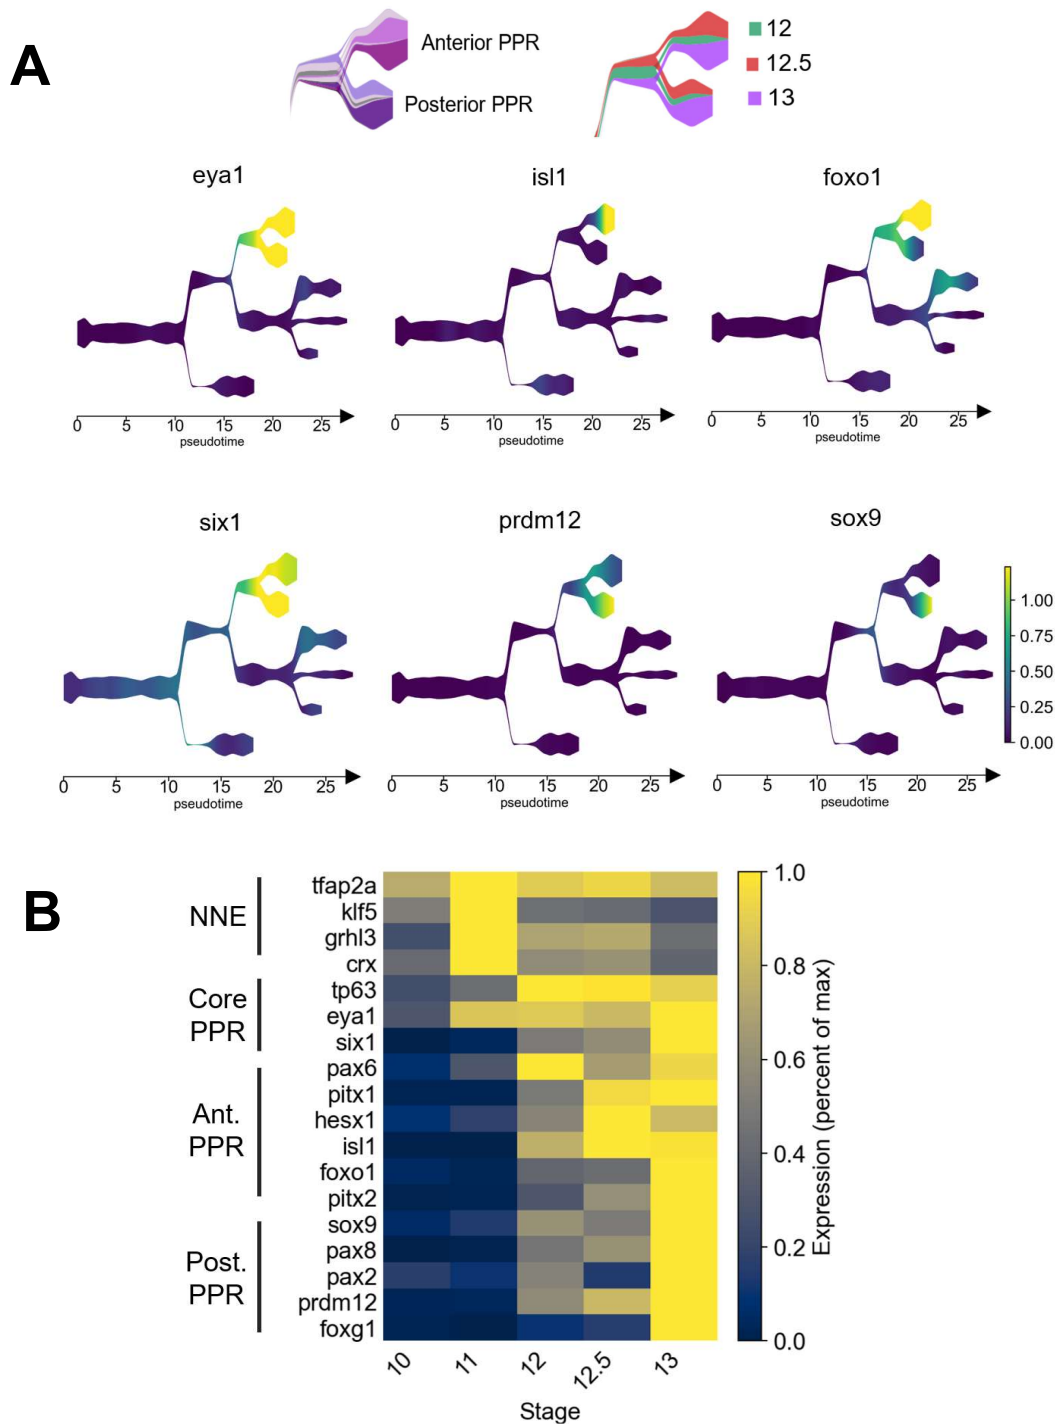 A
Anterior PPR
Posterior PPR
12
12.5
13
eya1
isl1
foxo1
0 5 10 15 20 25
pseudotime
0 5 10 15 20 25
pseudotime
0 5 10 15 20 25
pseudotime
six1
prdm12
sox9
1.00
0.75
0.50
0.25
0.00
0 5 10 15 20 25
pseudotime
0 5 10 15 20 25
pseudotime
0 5 10 15 20 25
pseudotime
B
NNE
Core
PPR
Ant.
PPR
Post.
PPR
tfap2a
klf5
grhl3
crx
tp63
eya1
six1
pax6
pitx1
hesx1
isl1
foxo1
pitx2
sox9
pax8
pax2
prdm12
foxg1
10 11 12 12.5 13
Stage
1.0
0.8
0.6
0.4
0.2
0.0
Expression (percent of max)